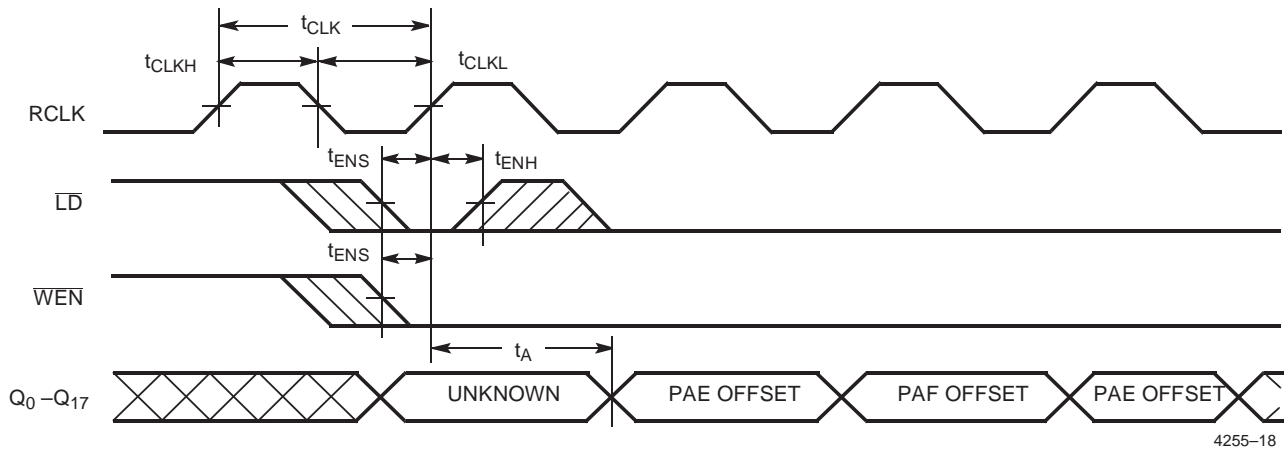 tCLK
tCLKH
tCLKL
RCLK
tENS
tENH
LD
tENS
WEN
tA
Q0 –Q17
UNKNOWN
PAE OFFSET
PAF OFFSET
PAE OFFSET
4255–18